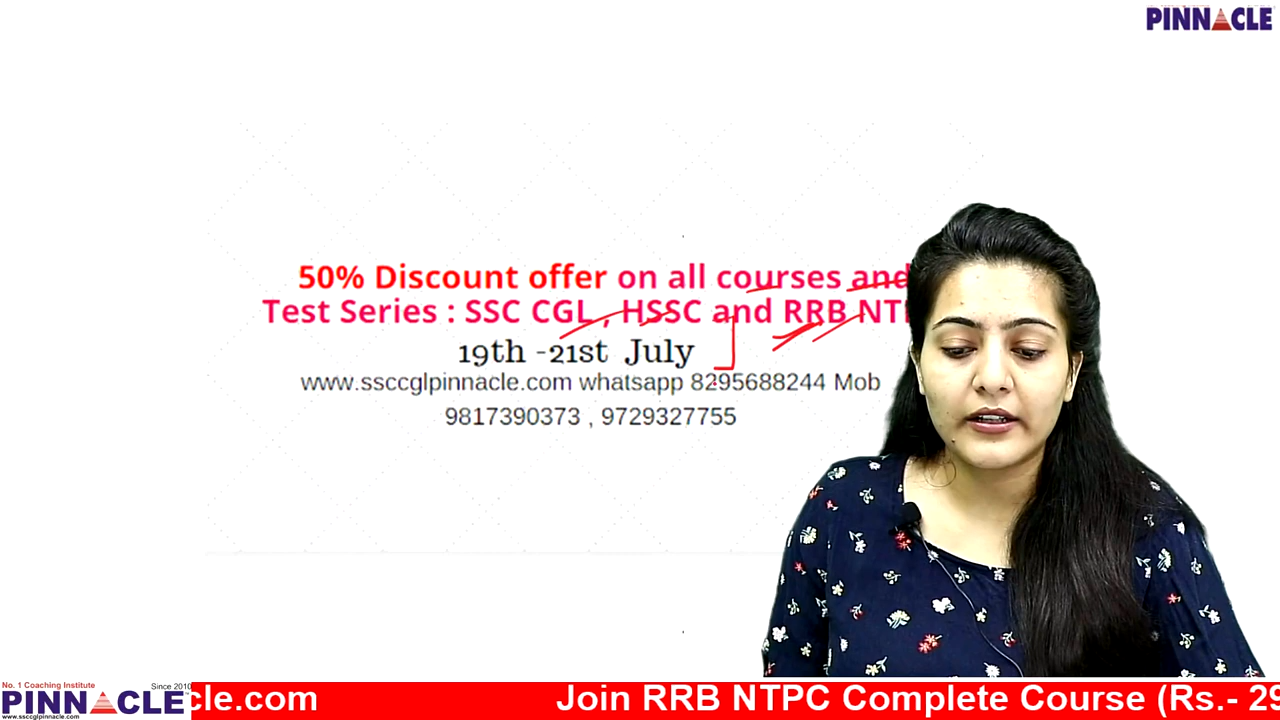 PINNACLE
50% Discount offer on all courses and
Test Series : SSC CGL , HSSC and RRB
19th -21st July
www.ssccglpinnacle.com whatsapp 8295688244 Mob
9817390373 , 9729327755
No. 1 Coaching Institute
Since 2010
PINNACLE
www.ssccglpinnacle.com
cle.com
Join RRB NTPC Complete Course (Rs.- 29